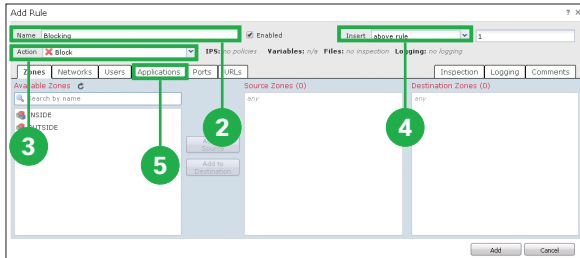 Add Rule ? ×
Name Blocking Enabled Insert above rule 1
Action Block IPS: no policies Variables: n/a Files: no inspection Logging: no logging
Zones Networks Users Applications Ports URLs Inspection Logging Comments
Available Zones Source Zones (0) Destination Zones (0)
Search by name any any
INSIDE
OUTSIDE
2
4
3
5
Source
Add to
Destination
Add Cancel